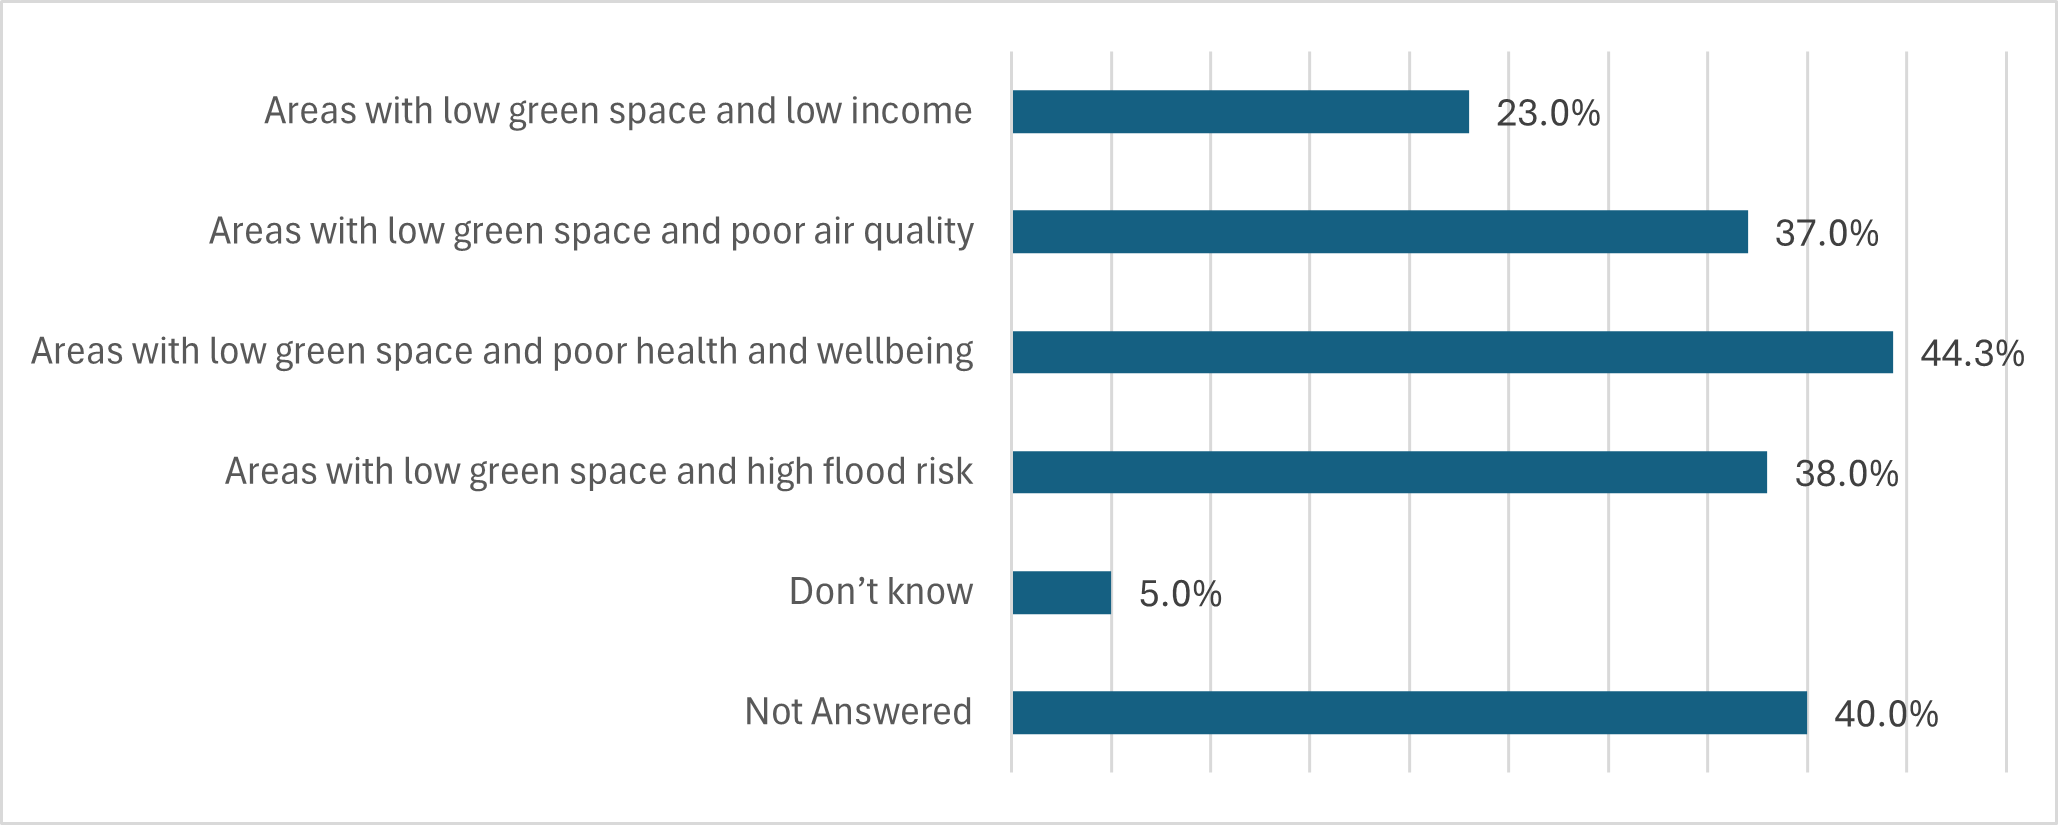 Areas with low green space and low income 23.0%
Areas with low green space and poor air quality 37.0%
Areas with low green space and poor health and wellbeing 44.3%
Areas with low green space and high flood risk 38.0%
Don’t know 5.0%
Not Answered 40.0%